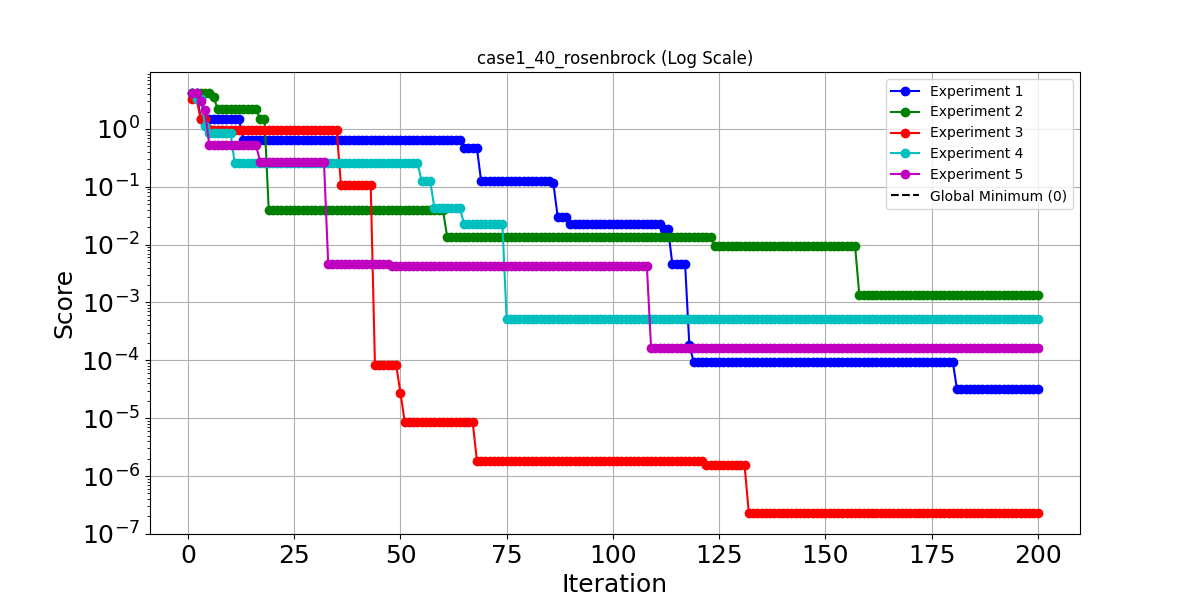 case1_40_rosenbrock (Log Scale)
Experiment 1
Experiment 2
Experiment 3
Experiment 4
Experiment 5
Global Minimum (0)
Score
10^0
10^-1
10^-2
10^-3
10^-4
10^-5
10^-6
10^-7
0 25 50 75 100 125 150 175 200
Iteration